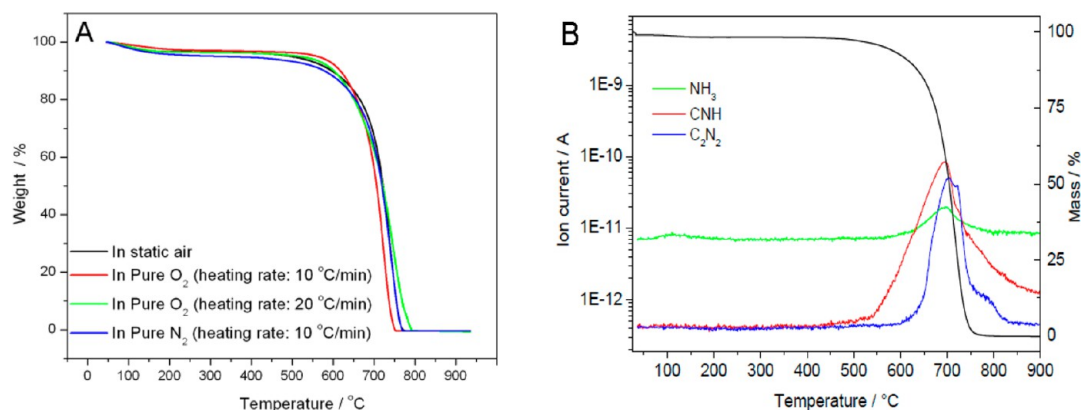 A
100
80
60
40
20
0
Weight / %
In static air
In Pure O₂ (heating rate: 10 °C/min)
In Pure O₂ (heating rate: 20 °C/min)
In Pure N₂ (heating rate: 10 °C/min)
0 100 200 300 400 500 600 700 800 900
Temperature / °C
B
1E-9
1E-10
1E-11
1E-12
Ion current / A
NH₃
CNH
C₂N₂
100
75
50
25
0
Mass / %
100 200 300 400 500 600 700 800 900
Temperature / °C